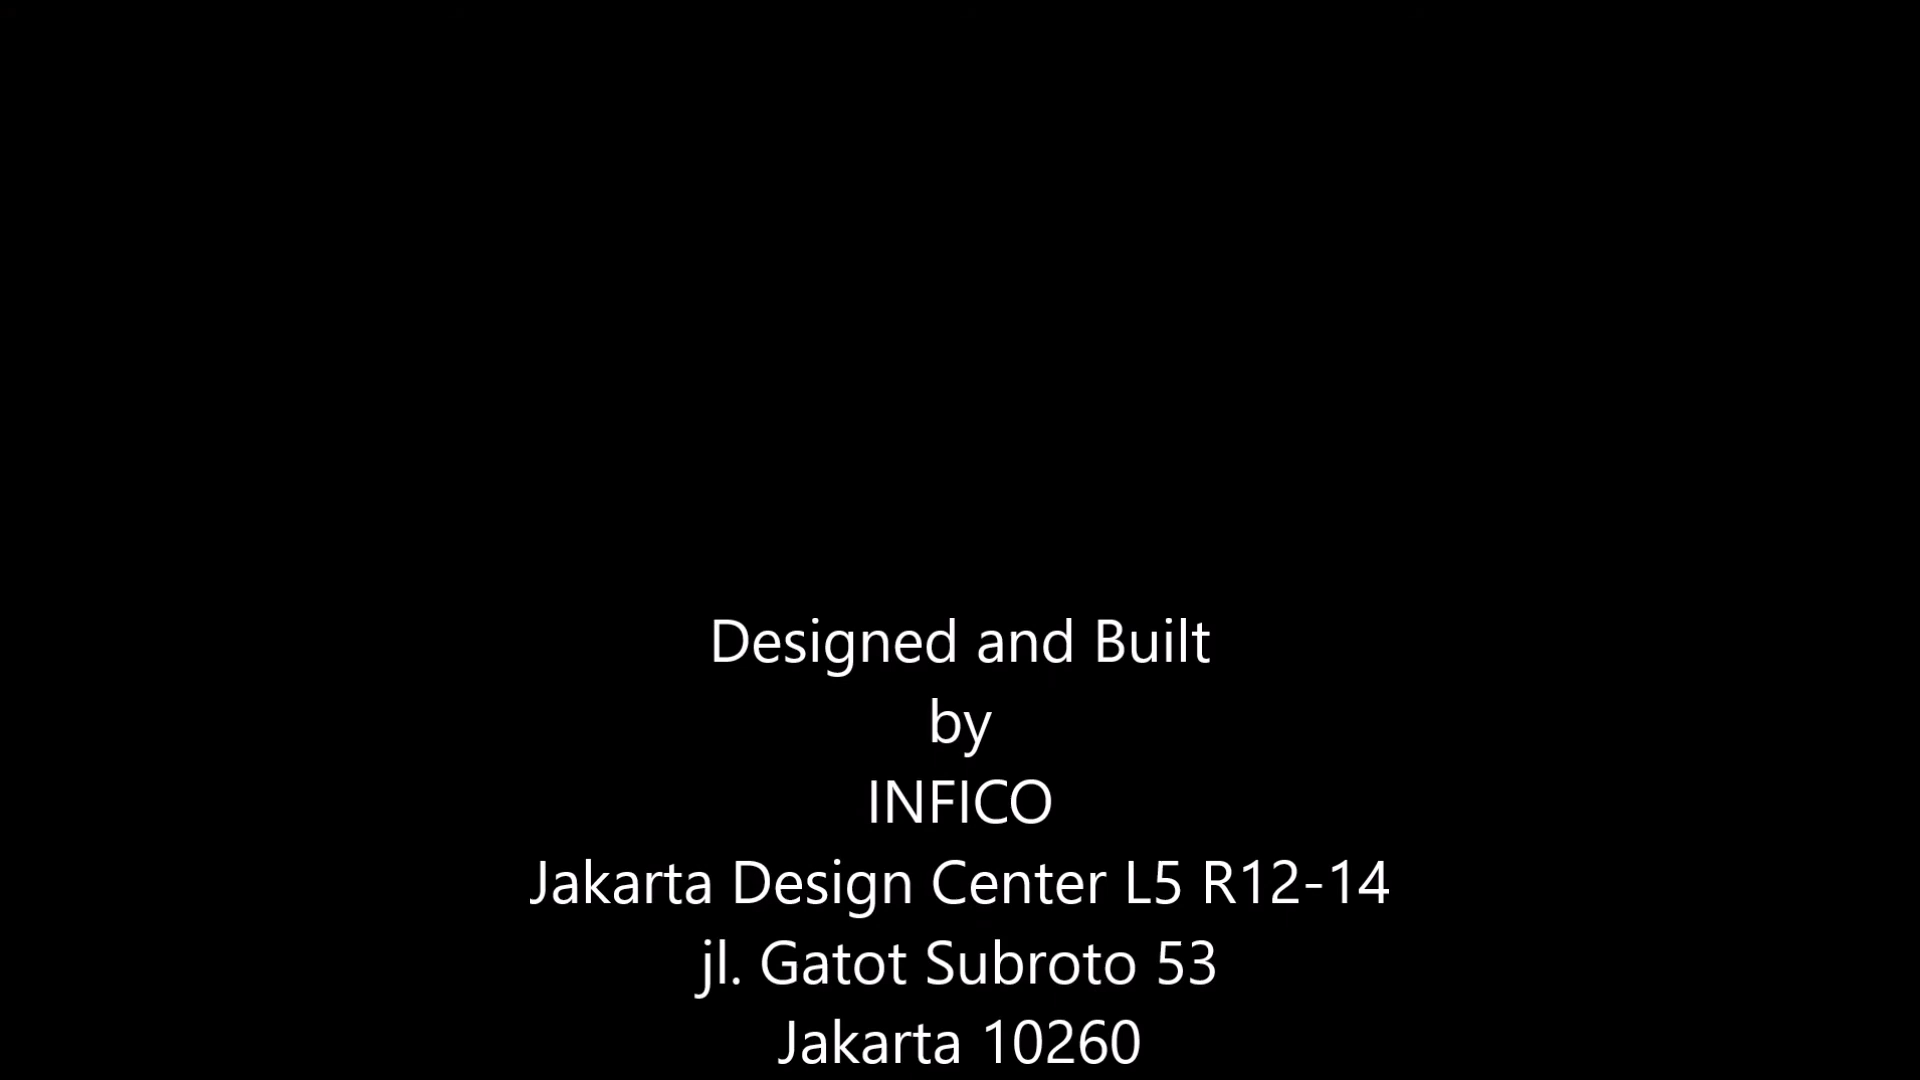 Designed and Built
by
INFICO
Jakarta Design Center L5 R12-14
jl. Gatot Subroto 53
Jakarta 10260